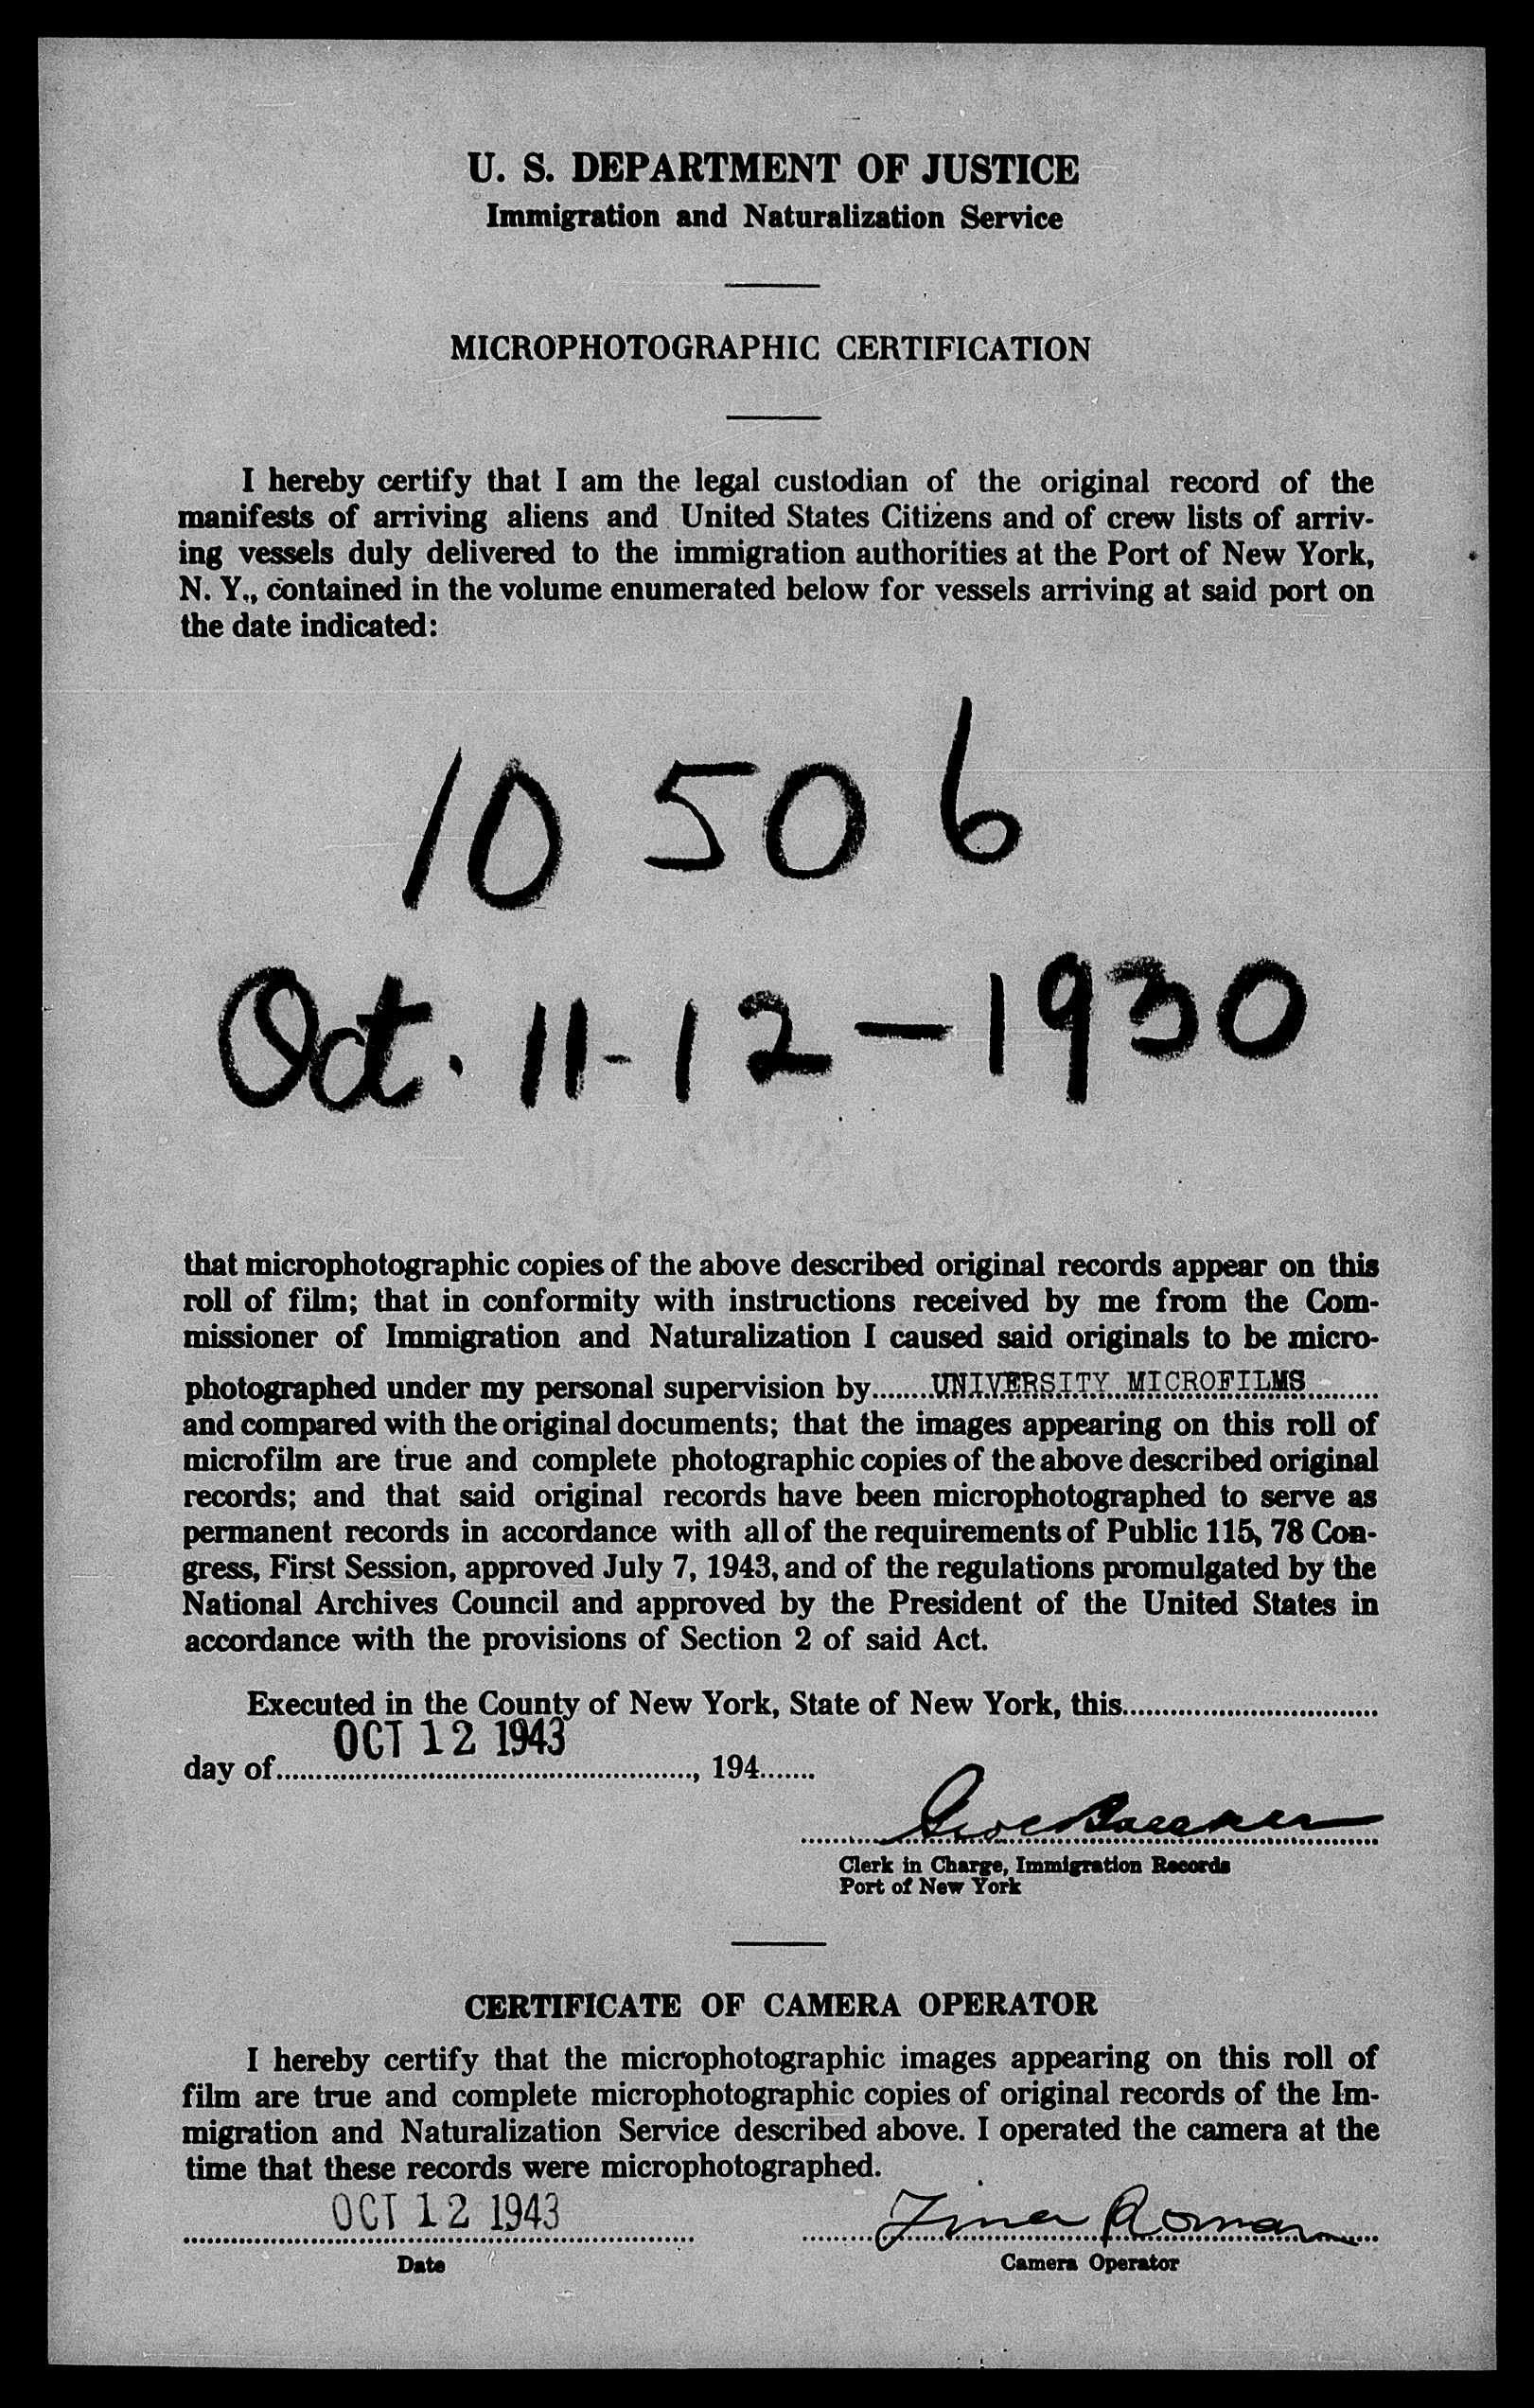 U. S. DEPARTMENT OF JUSTICE
Immigration and Naturalization Service
MICROPHOTOGRAPHIC CERTIFICATION
I hereby certify that I am the legal custodian of the original record of the
manifests of arriving aliens and United States Citizens and of crew lists of arriv-
ing vessels duly delivered to the immigration authorities at the Port of New York,
N. Y., contained in the volume enumerated below for vessels arriving at said port on
the date indicated:
10 506
Oct. 11-12-1930
that microphotographic copies of the above described original records appear on this
roll of film; that in conformity with instructions received by me from the Com-
missioner of Immigration and Naturalization I caused said originals to be micro-
photographed under my personal supervision by.......UNIVERSITY MICROFILMS.........
and compared with the original documents; that the images appearing on this roll of
microfilm are true and complete photographic copies of the above described original
records; and that said original records have been microphotographed to serve as
permanent records in accordance with all of the requirements of Public 115, 78 Con-
gress, First Session, approved July 7, 1943, and of the regulations promulgated by the
National Archives Council and approved by the President of the United States in
accordance with the provisions of Section 2 of said Act.
Executed in the County of New York, State of New York, this................................
OCT 12 1943
day of...................................................., 194.......
Clerk in Charge, Immigration Records
Port of New York
CERTIFICATE OF CAMERA OPERATOR
I hereby certify that the microphotographic images appearing on this roll of
film are true and complete microphotographic copies of original records of the Im-
migration and Naturalization Service described above. I operated the camera at the
time that these records were microphotographed.
OCT 12 1943
Roman
Date
Camera Operator